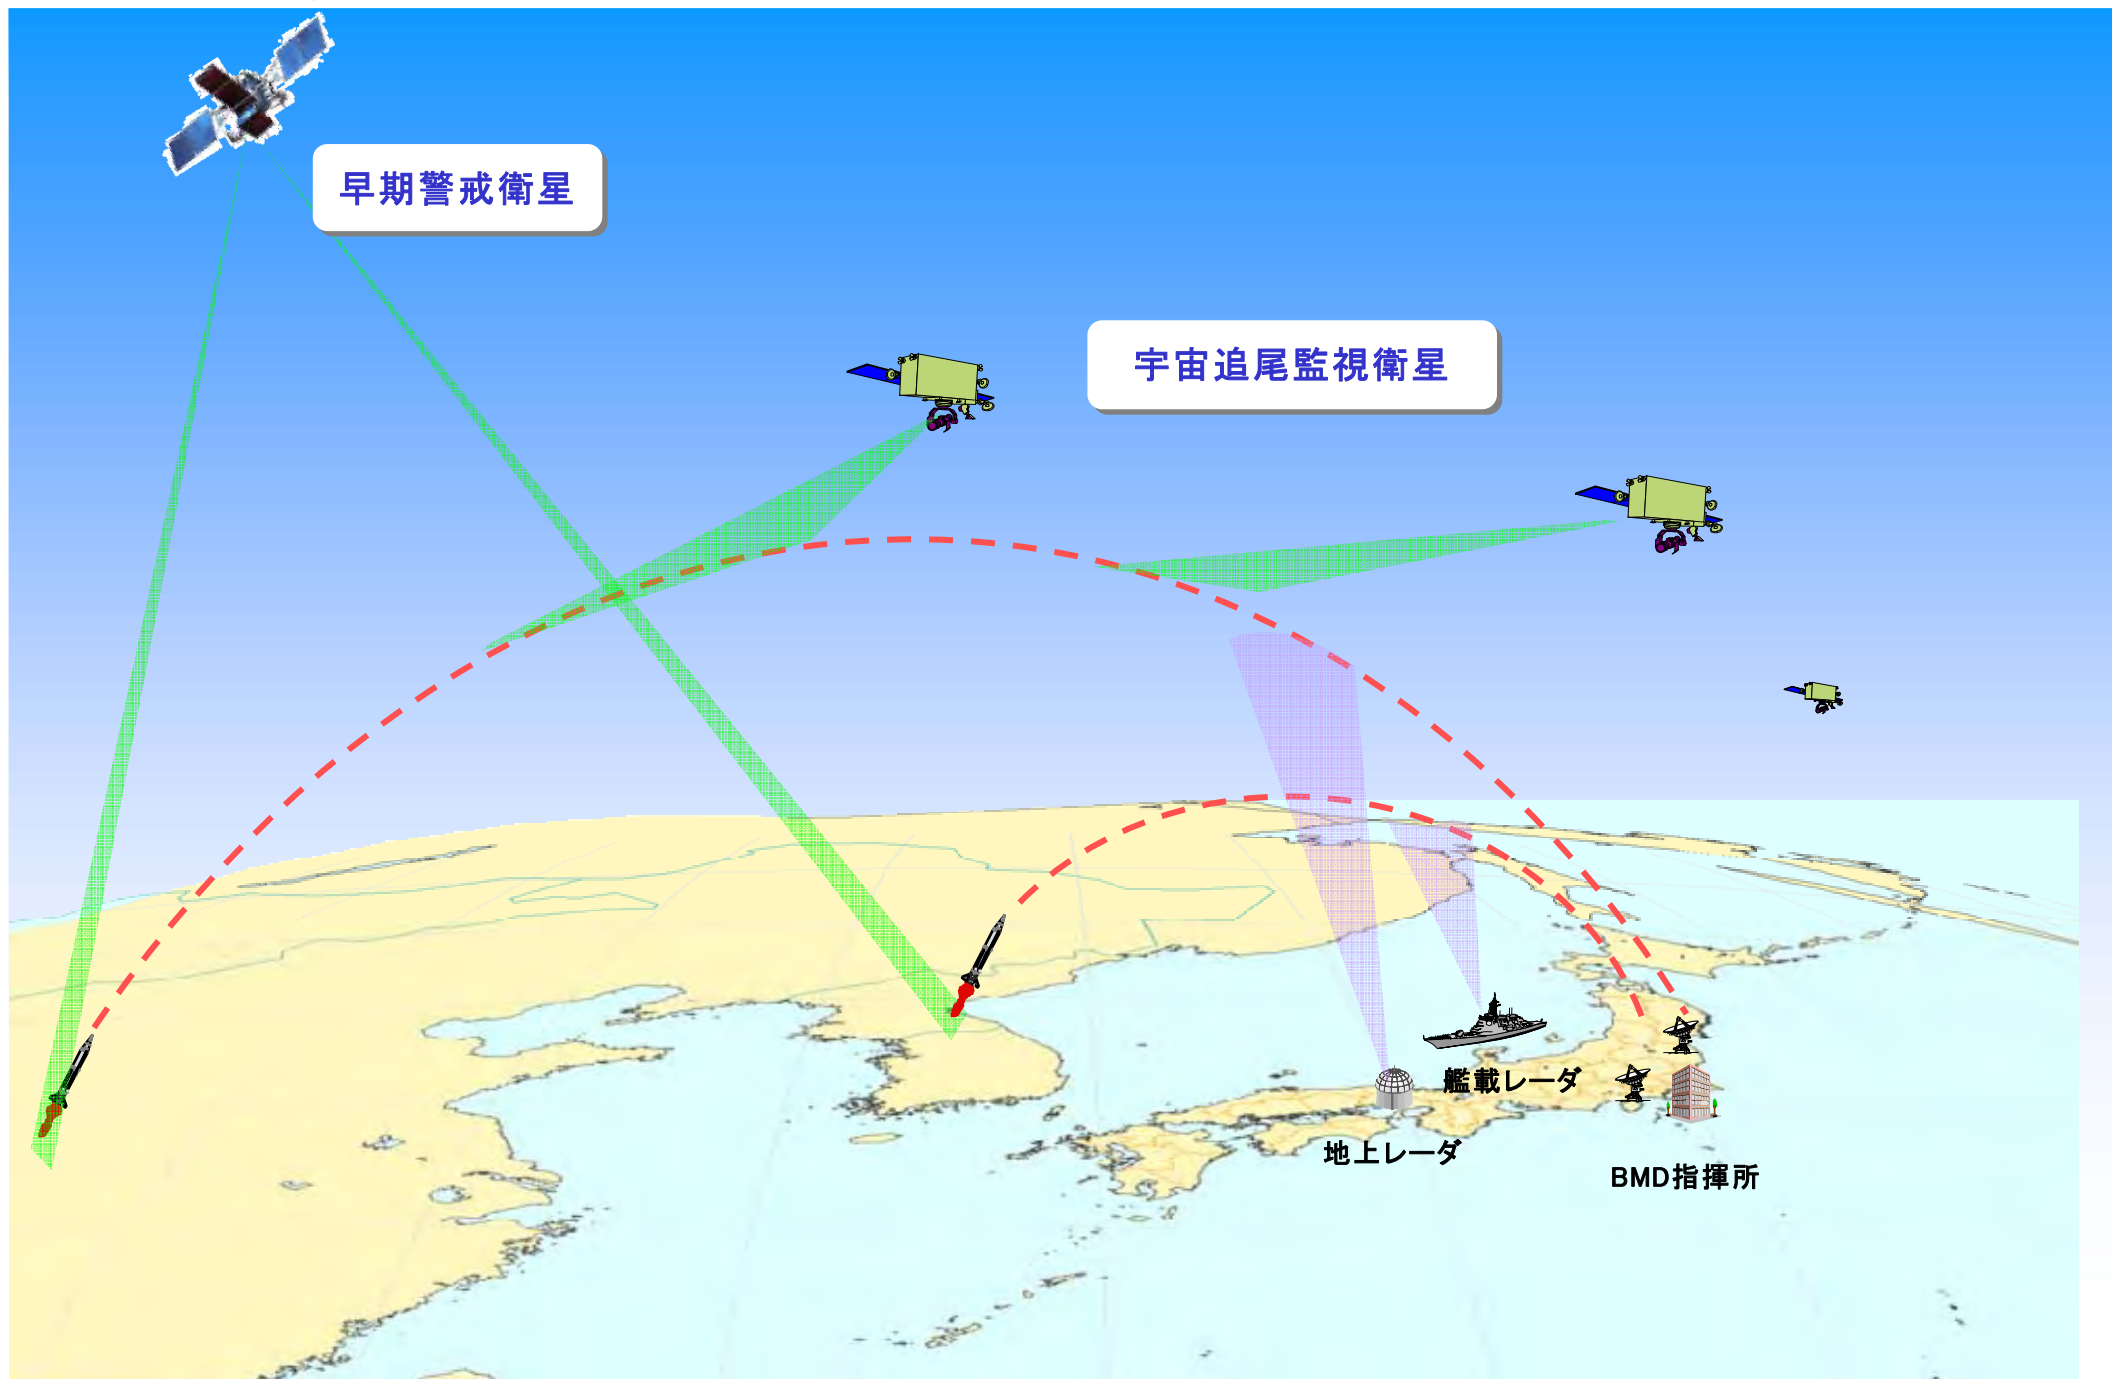 早期警戒衛星
宇宙追尾監視衛星
艦載レーダ
地上レーダ
BMD指揮所